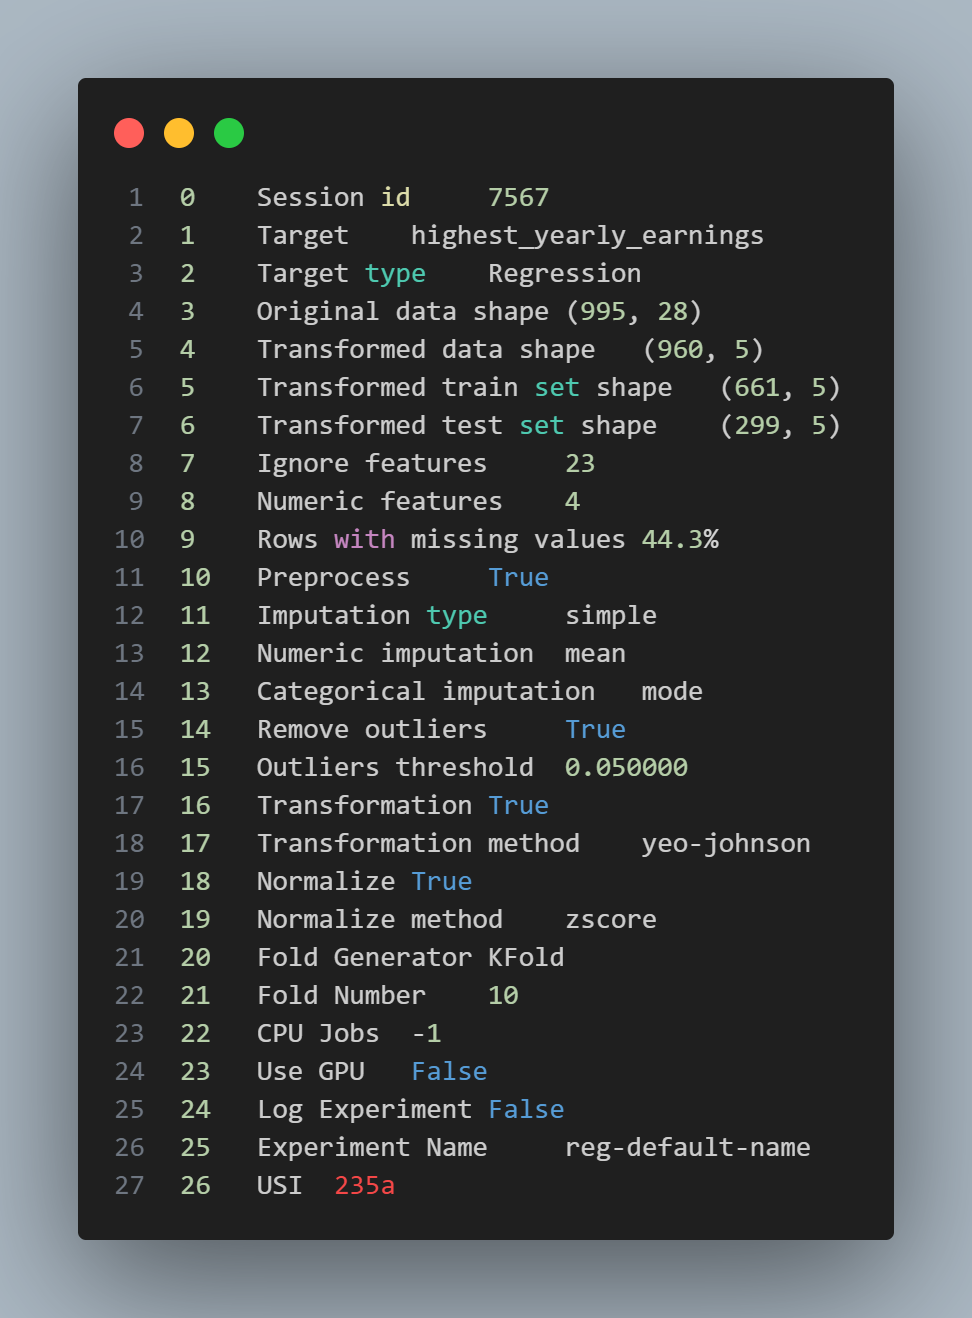 1 0 Session id 7567
2 1 Target highest_yearly_earnings
3 2 Target type Regression
4 3 Original data shape (995, 28)
5 4 Transformed data shape (960, 5)
6 5 Transformed train set shape (661, 5)
7 6 Transformed test set shape (299, 5)
8 7 Ignore features 23
9 8 Numeric features 4
10 9 Rows with missing values 44.3%
11 10 Preprocess True
12 11 Imputation type simple
13 12 Numeric imputation mean
14 13 Categorical imputation mode
15 14 Remove outliers True
16 15 Outliers threshold 0.050000
17 16 Transformation True
18 17 Transformation method yeo-johnson
19 18 Normalize True
20 19 Normalize method zscore
21 20 Fold Generator KFold
22 21 Fold Number 10
23 22 CPU Jobs -1
24 23 Use GPU False
25 24 Log Experiment False
26 25 Experiment Name reg-default-name
27 26 USI 235a